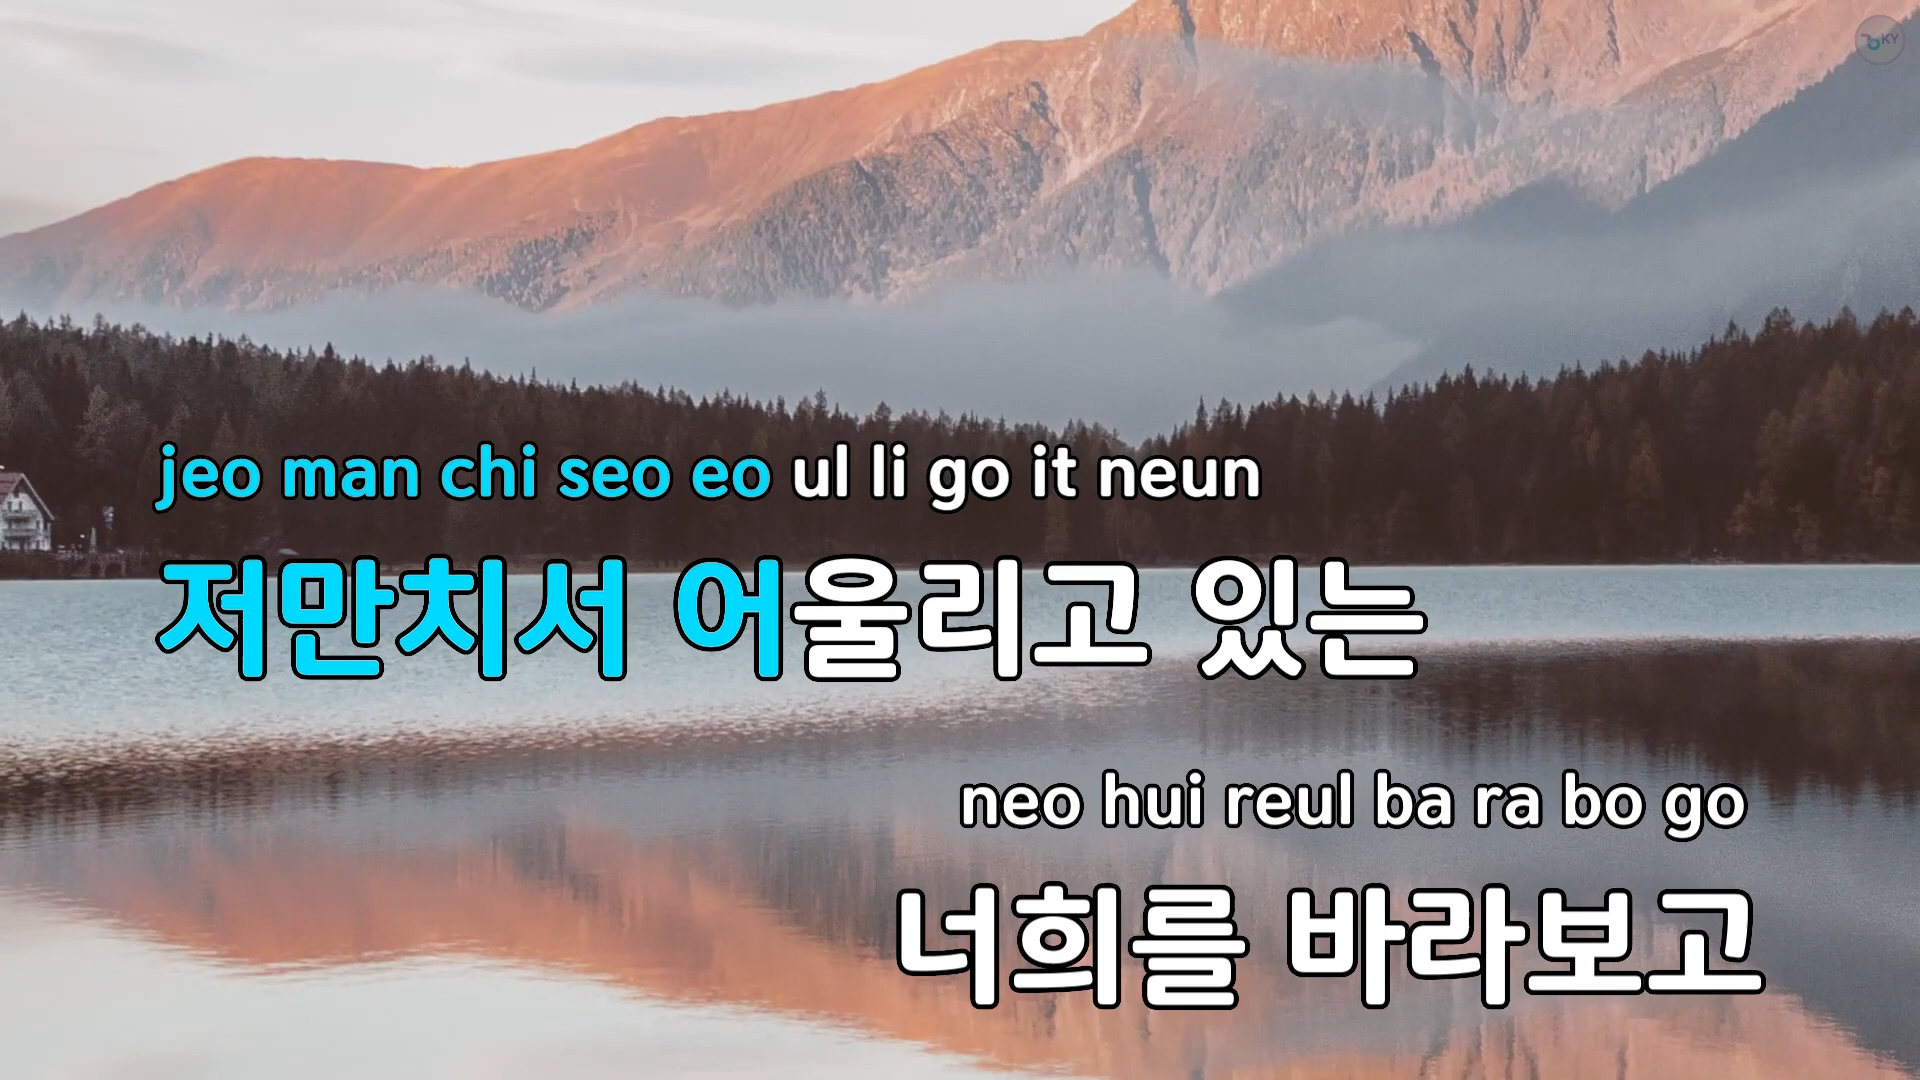 KY
jeo man chi seo eo ul li go it neun
저만치서 어울리고 있는
neo hui reul ba ra bo go
너희를 바라보고